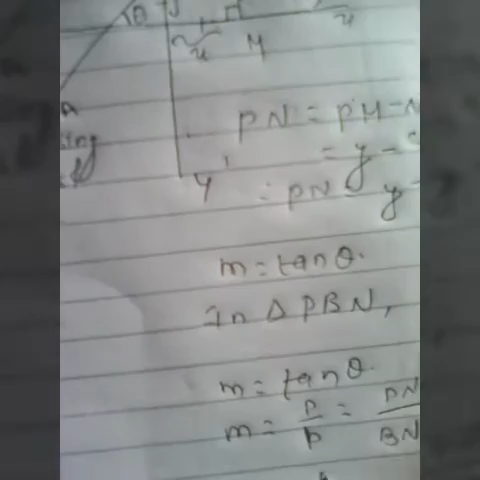 θ
x M x
PN = PM - N
= y -
y'
= PN = y -
m = tan θ.
In Δ PBN,
m = tan θ.
m = p/b = PN/BN